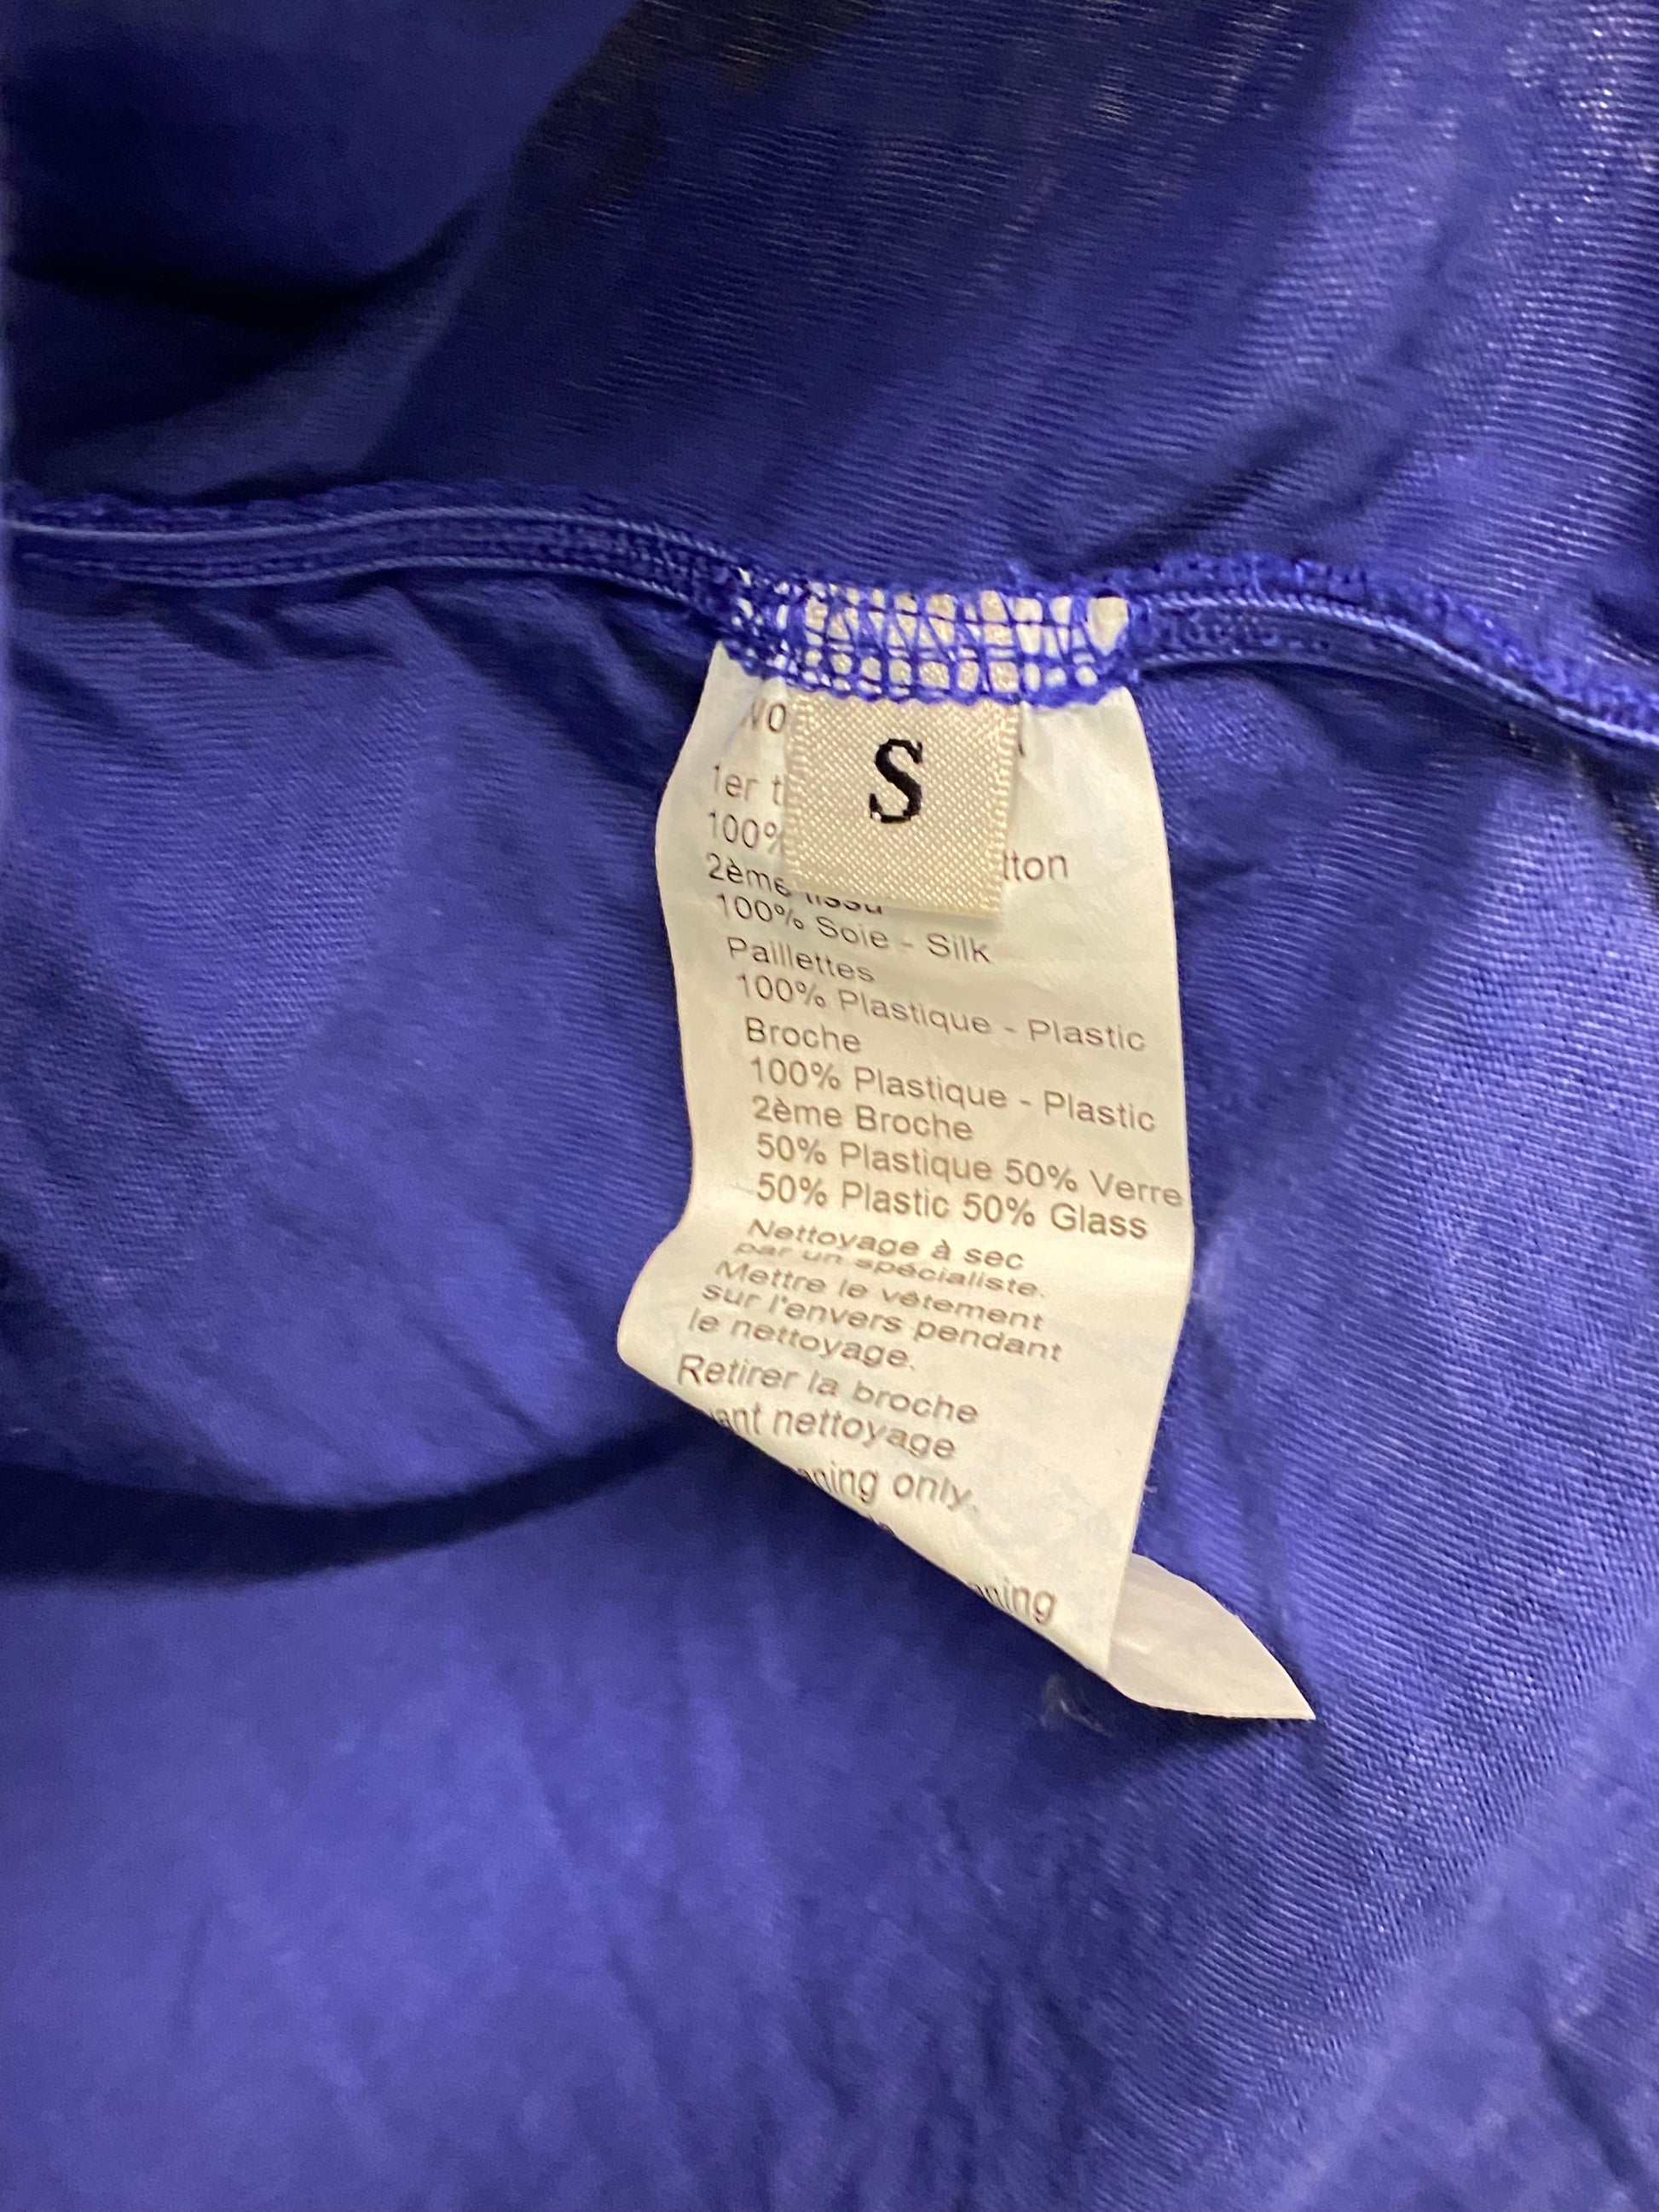 S
1er
100%
2ème tissu
100% Soie - Silk
Paillettes
100% Plastique - Plastic
Broche
100% Plastique - Plastic
2ème Broche
50% Plastique 50% Verre
50% Plastic 50% Glass
Nettoyage à sec
par un spécialiste.
Mettre le vêtement
sur l'envers pendant
le nettoyage.
Retirer la broche
nettoyage
only.